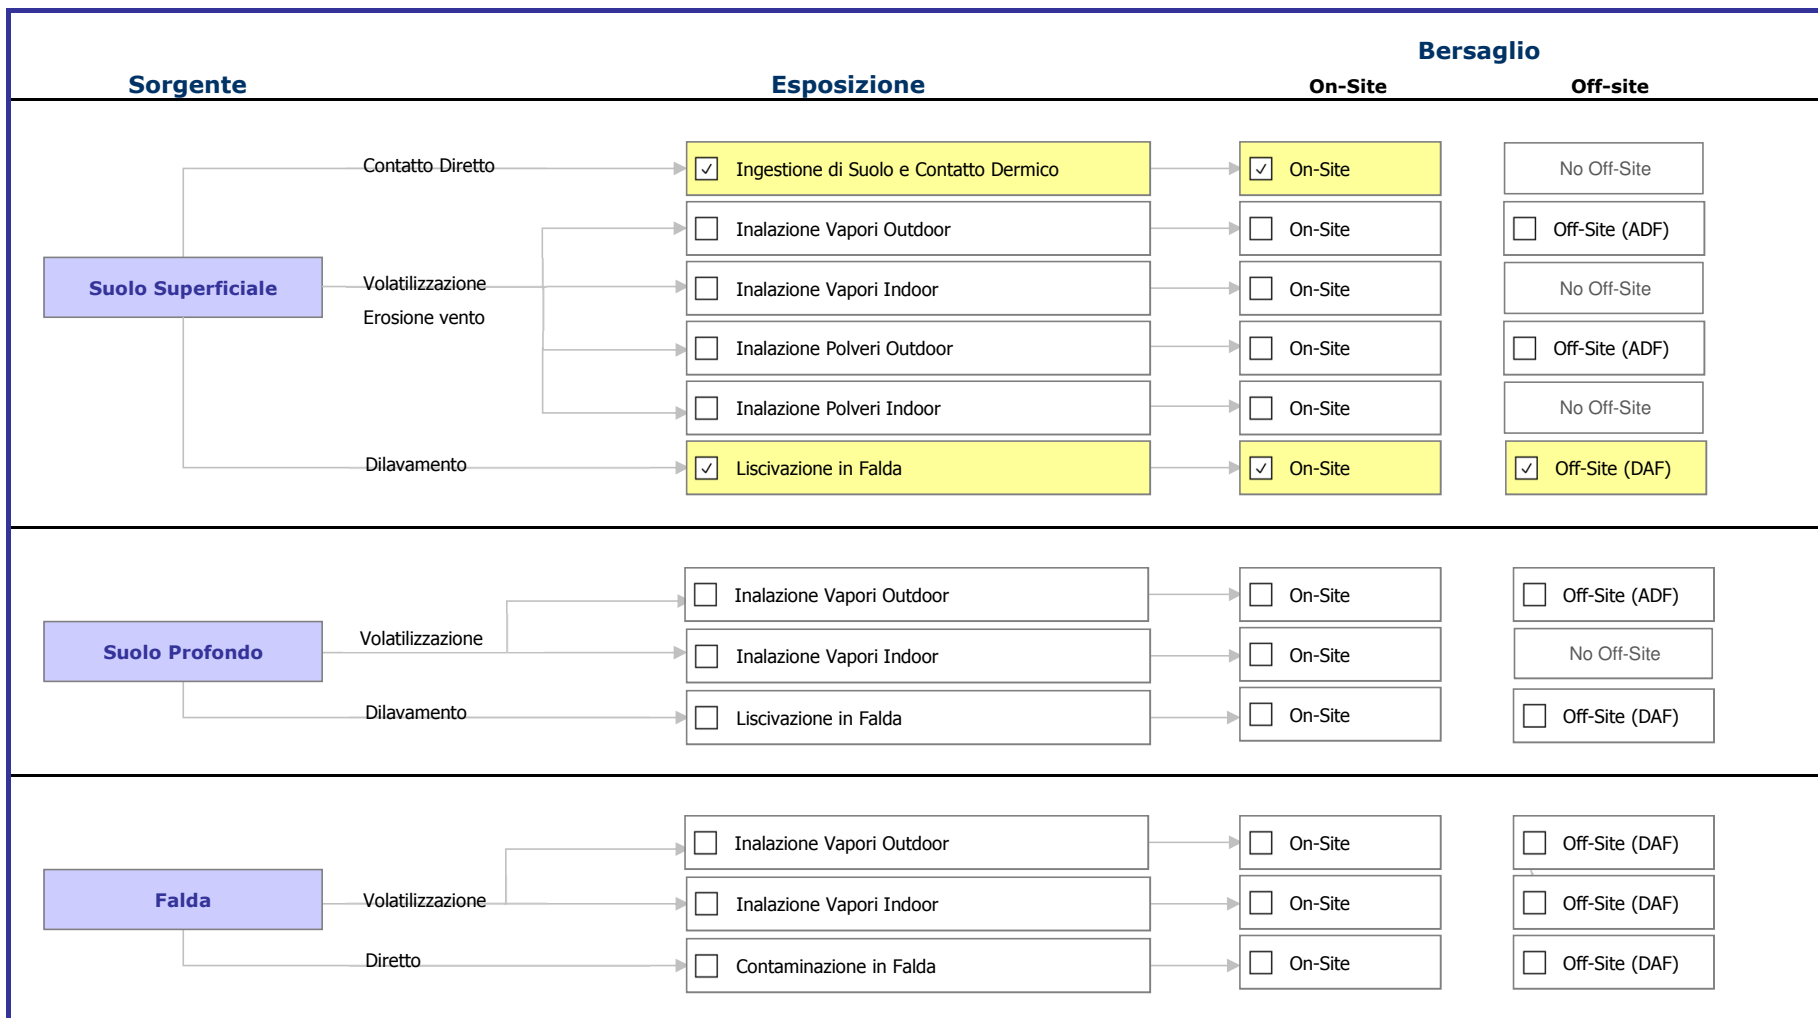 Bersaglio
Sorgente Esposizione On-Site Off-site
Contatto Diretto Ingestione di Suolo e Contatto Dermico On-Site No Off-Site
Inalazione Vapori Outdoor On-Site Off-Site (ADF)
Suolo Superficiale Volatilizzazione Inalazione Vapori Indoor On-Site No Off-Site
Erosione vento
Inalazione Polveri Outdoor On-Site Off-Site (ADF)
Inalazione Polveri Indoor On-Site No Off-Site
Dilavamento Liscivazione in Falda On-Site Off-Site (DAF)
Inalazione Vapori Outdoor On-Site Off-Site (ADF)
Suolo Profondo Volatilizzazione Inalazione Vapori Indoor On-Site No Off-Site
Dilavamento Liscivazione in Falda On-Site Off-Site (DAF)
Inalazione Vapori Outdoor On-Site Off-Site (DAF)
Falda Volatilizzazione Inalazione Vapori Indoor On-Site Off-Site (DAF)
Diretto Contaminazione in Falda On-Site Off-Site (DAF)